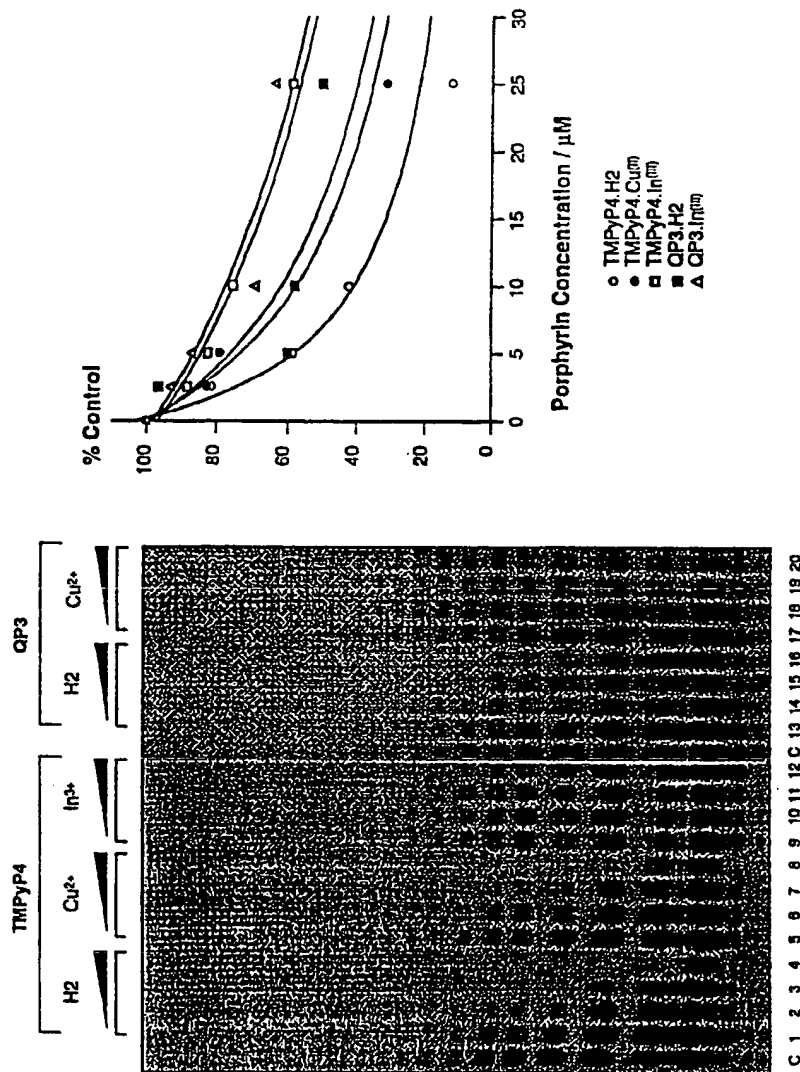 TMPyP4 QP3
H2 Cu²⁺ In³⁺ H2 Cu²⁺
C 1 2 3 4 5 6 7 8 9 10 11 12 C 13 14 15 16 17 18 19 20
% Control
100
80
60
40
20
0
0 5 10 15 20 25 30
Porphyrin Concentration / µM
TMPyP4.H2
TMPyP4.Cu(II)
TMPyP4.In(III)
QP3.H2
QP3.In(III)